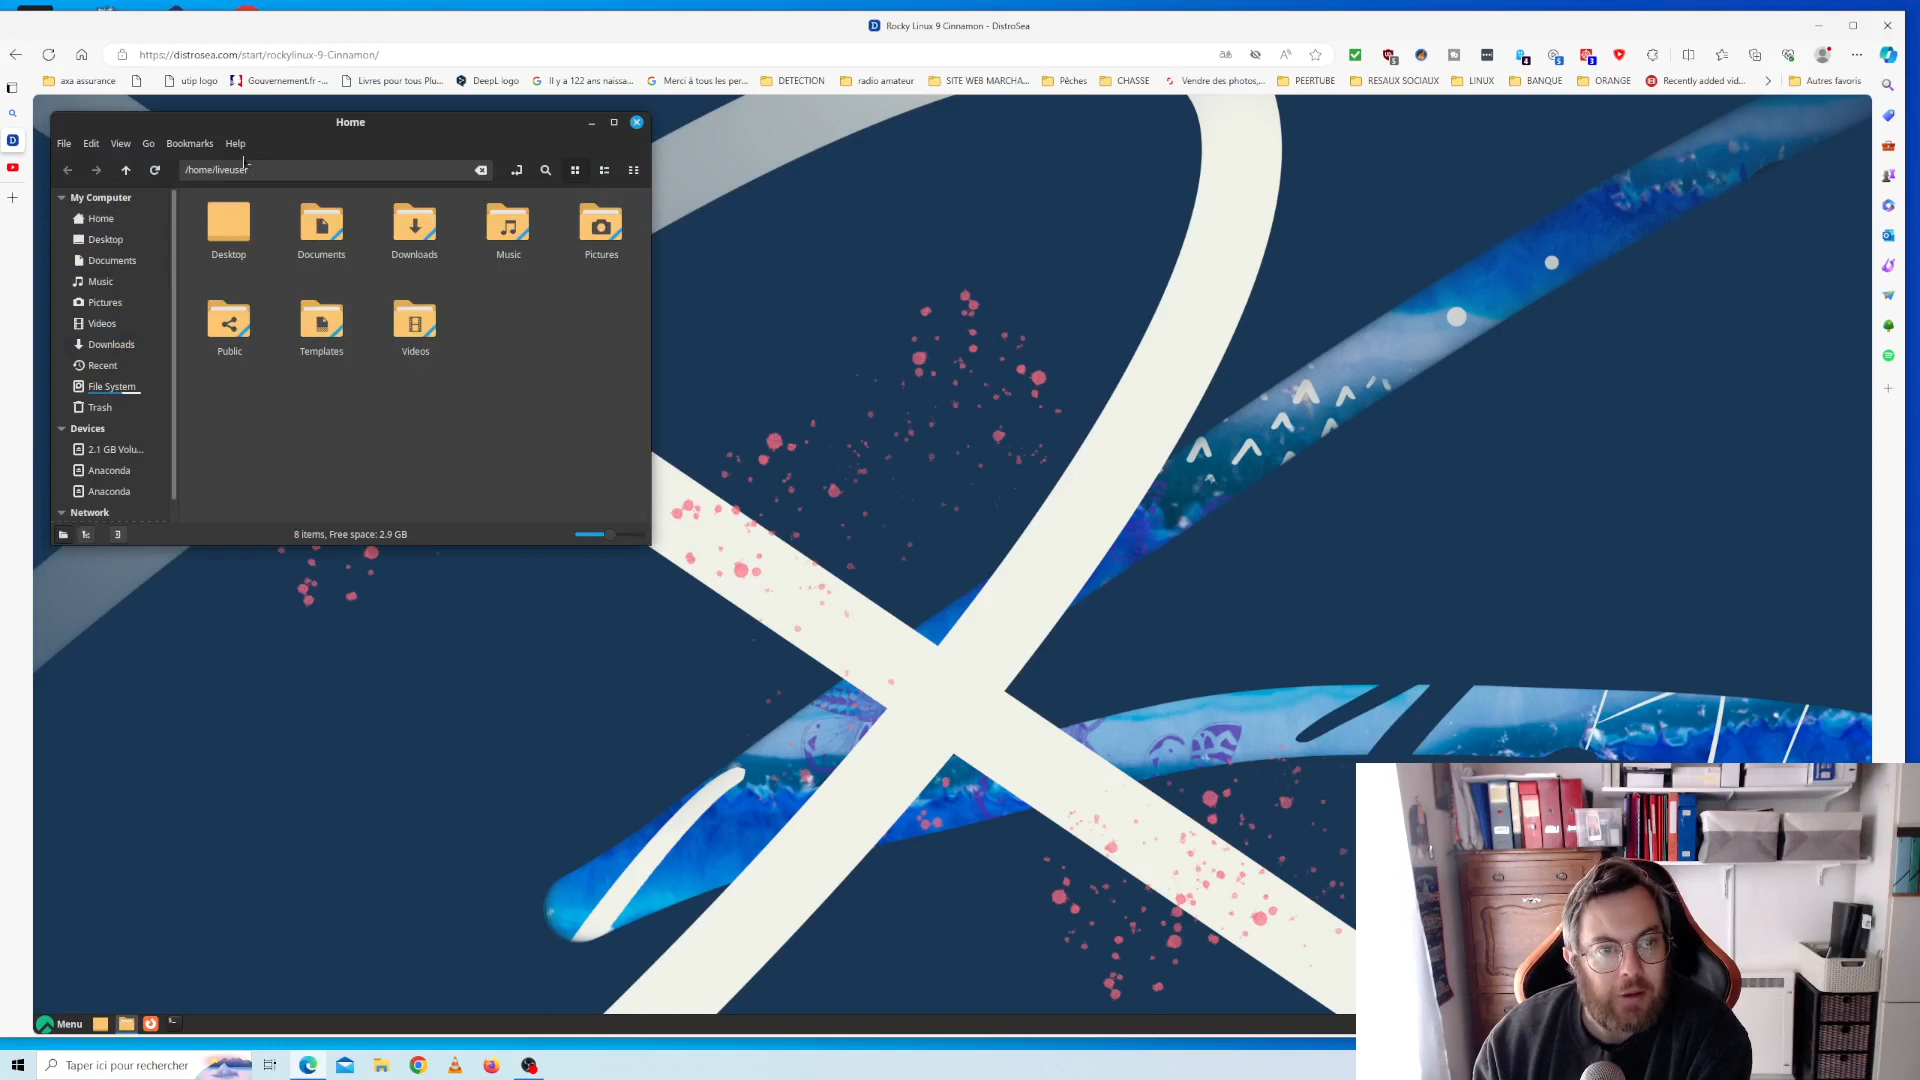 Rocky Linux 9 Cinnamon - DistroSea
https://distrosea.com/start/rockylinux-9-Cinnamon/
axa assurance
utip logo
Gouvernement.fr -...
Livres pour tous Plu...
DeepL logo
Il y a 122 ans naissa...
Merci à tous les per...
DETECTION
radio amateur
SITE WEB MARCHA...
Pêches
CHASSE
Vendre des photos,...
PEERTUBE
RESAUX SOCIAUX
LINUX
BANQUE
ORANGE
Recently added vid...
Autres favoris
Home
File Edit View Go Bookmarks Help
/home/liveuser
My Computer
Home
Desktop
Documents
Music
Pictures
Videos
Downloads
Recent
File System
Trash
Devices
2.1 GB Volu...
Anaconda
Anaconda
Network
Desktop
Documents
Downloads
Music
Pictures
Public
Templates
Videos
8 items, Free space: 2.9 GB
Menu
Taper ici pour rechercher